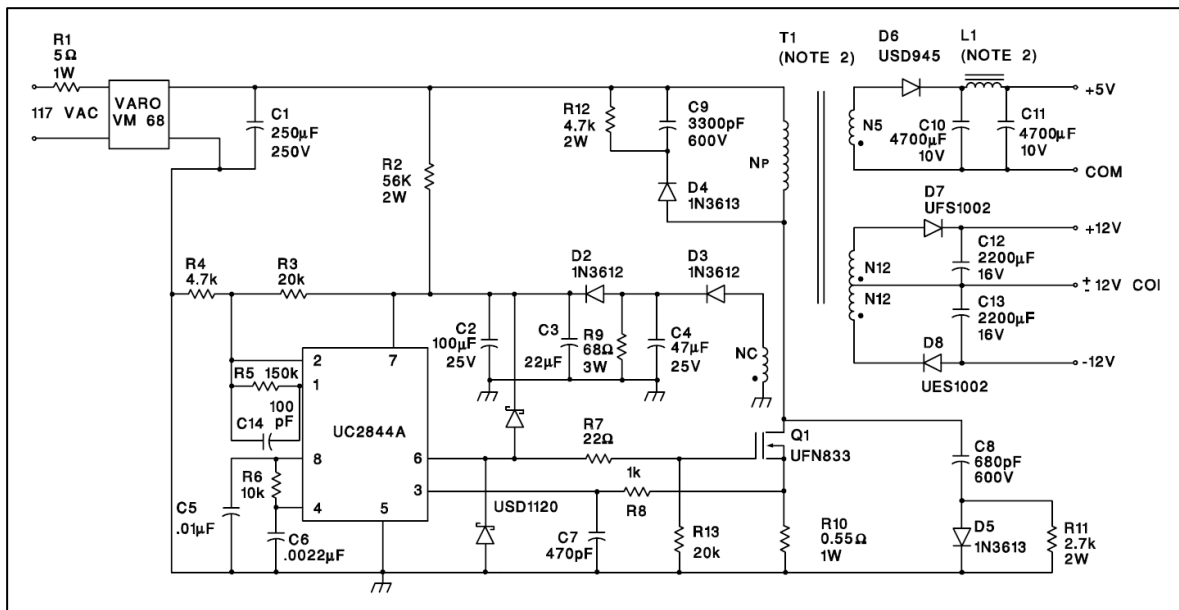 R1
5Ω
1W
117 VAC
VARO
VM 68
C1
250µF
250V
R2
56K
2W
R12
4.7k
2W
C9
3300pF
600V
D4
1N3613
NP
T1
(NOTE 2)
D6
USD945
L1
(NOTE 2)
+5V
N5
C10
4700µF
10V
C11
4700µF
10V
COM
D7
UFS1002
+12V
N12
C12
2200µF
16V
± 12V COI
N12
C13
2200µF
16V
D8
UES1002
-12V
R4
4.7k
R3
20k
D2
1N3612
D3
1N3612
C2
100µF
25V
C3
22µF
R9
68Ω
3W
C4
47µF
25V
NC
2
7
R5 150k
1
100
pF
C14
UC2844A
8
6
R6
10k
4
5
3
C5
.01µF
C6
.0022µF
USD1120
R7
22Ω
1k
R8
C7
470pF
R13
20k
Q1
UFN833
R10
0.55Ω
1W
C8
680pF
600V
D5
1N3613
R11
2.7k
2W